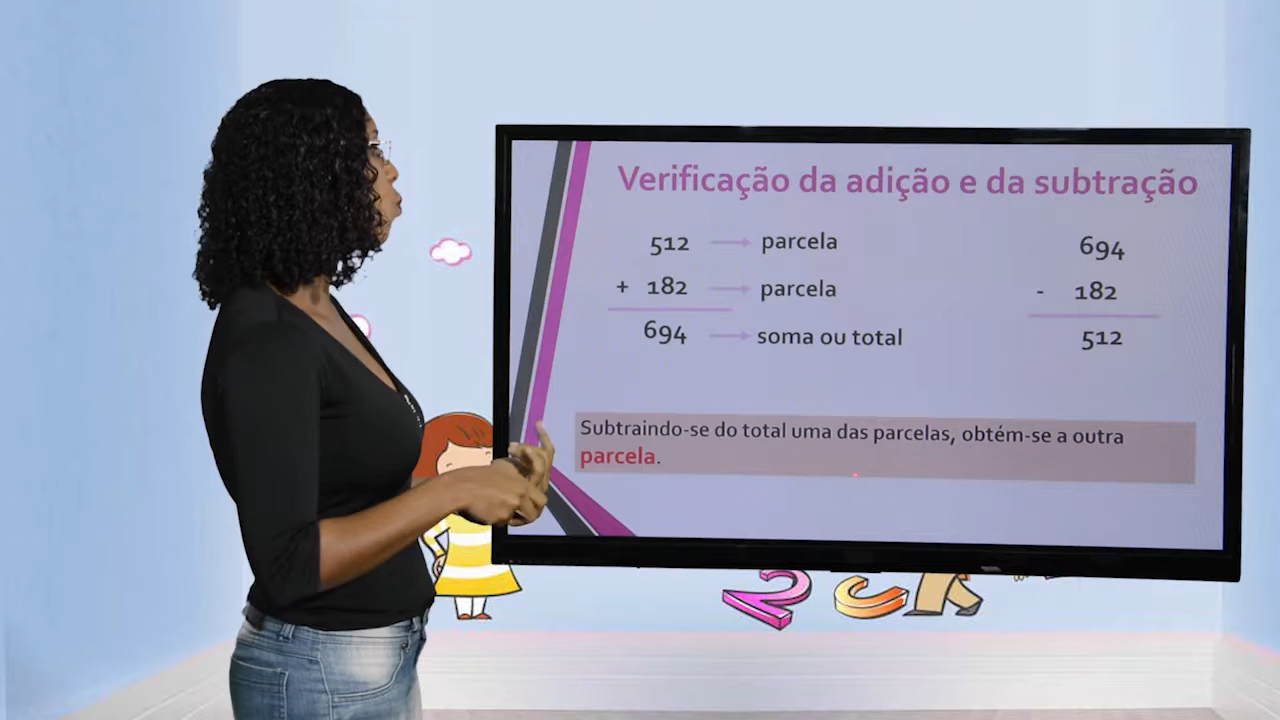 Verificação da adição e da subtração
512 parcela
+ 182 parcela
694 soma ou total
694
- 182
512
Subtraindo-se do total uma das parcelas, obtém-se a outra
parcela.